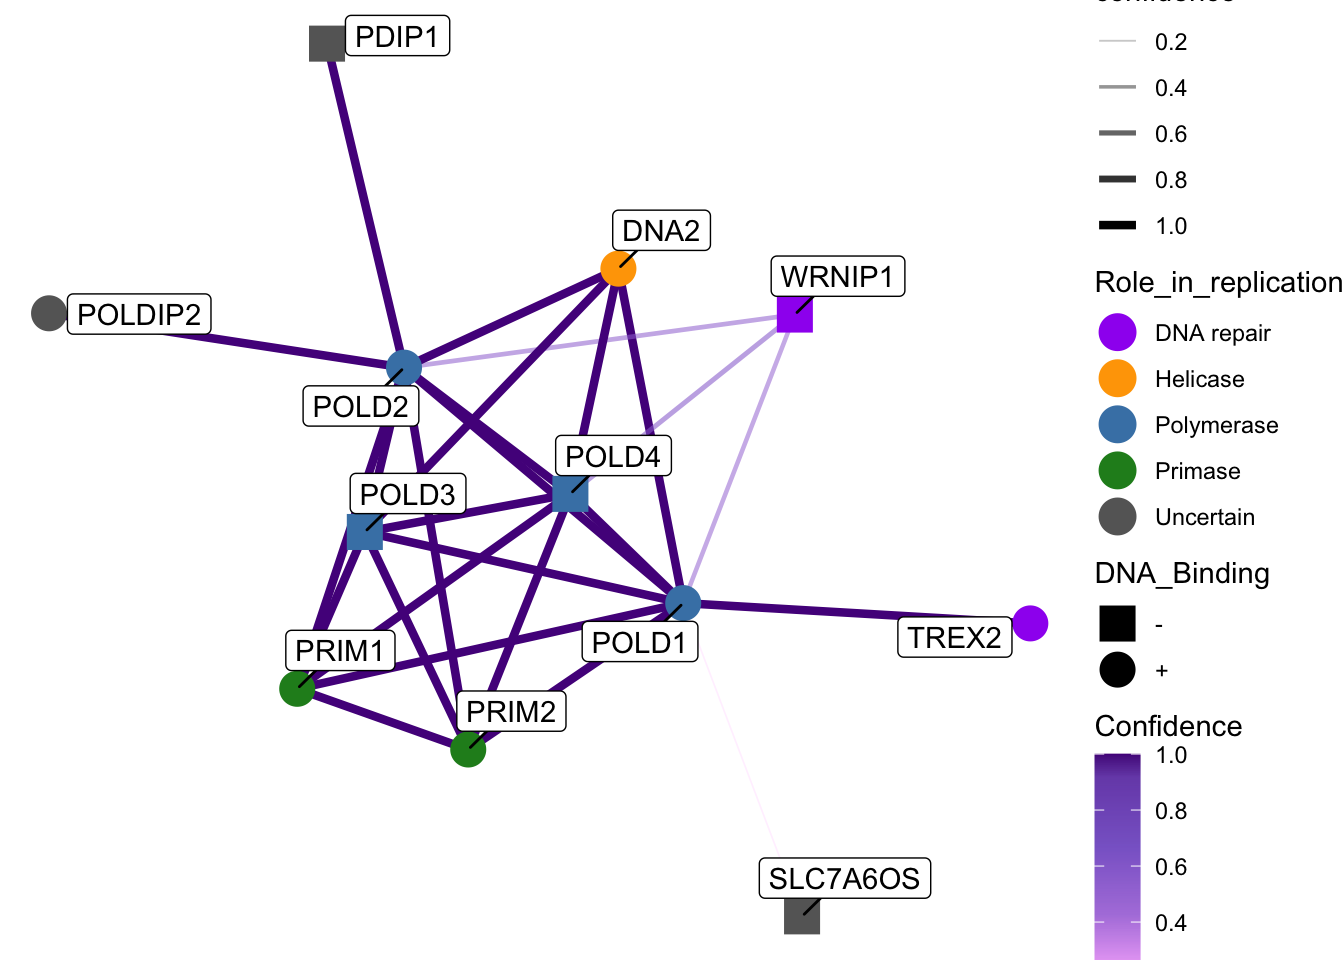 PDIP1
DNA2
WRNIP1
POLDIP2
POLD2
POLD4
POLD3
POLD1
TREX2
PRIM1
PRIM2
SLC7A6OS
confidence
0.2
0.4
0.6
0.8
1.0
Role_in_replication
DNA repair
Helicase
Polymerase
Primase
Uncertain
DNA_Binding
-
+
Confidence
1.0
0.8
0.6
0.4